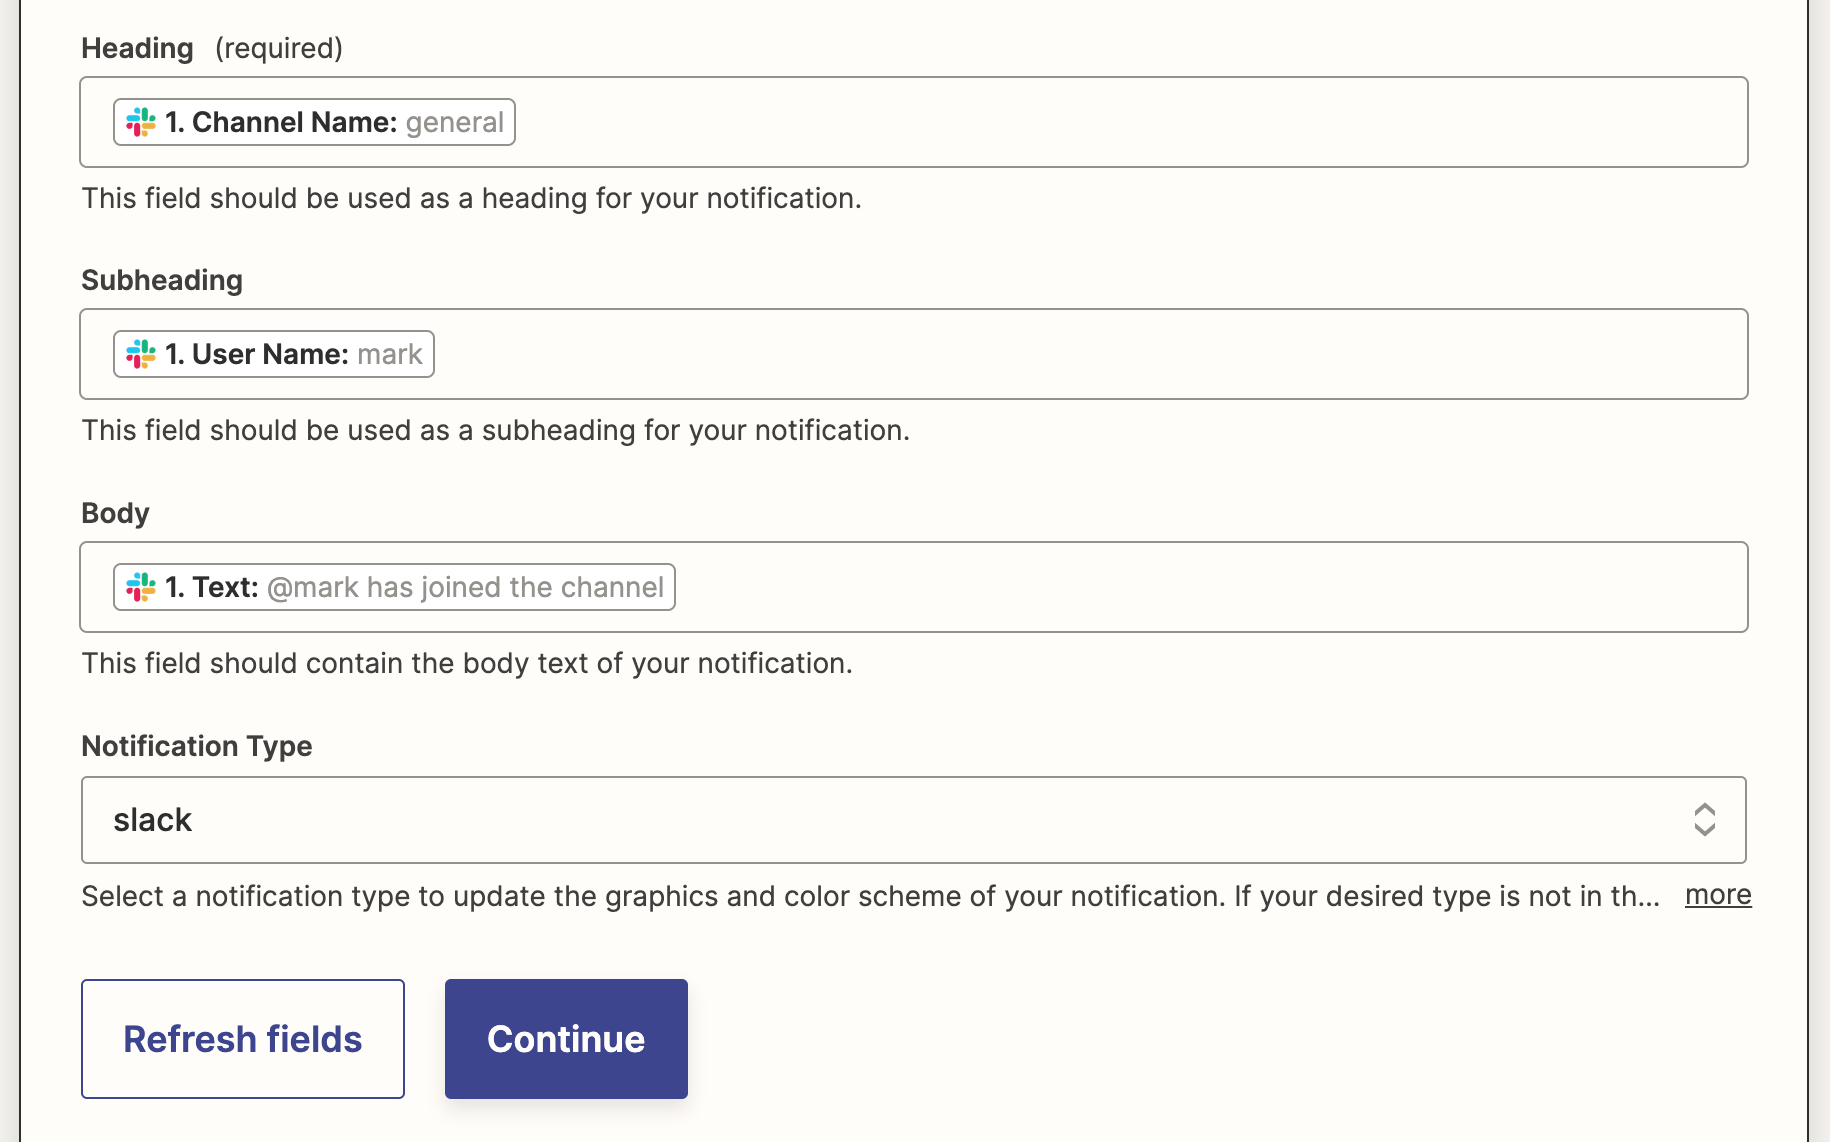 Heading (required)
1. Channel Name: general
This field should be used as a heading for your notification.
Subheading
1. User Name: mark
This field should be used as a subheading for your notification.
Body
1. Text: @mark has joined the channel
This field should contain the body text of your notification.
Notification Type
slack
Select a notification type to update the graphics and color scheme of your notification. If your desired type is not in th... more
Refresh fields Continue